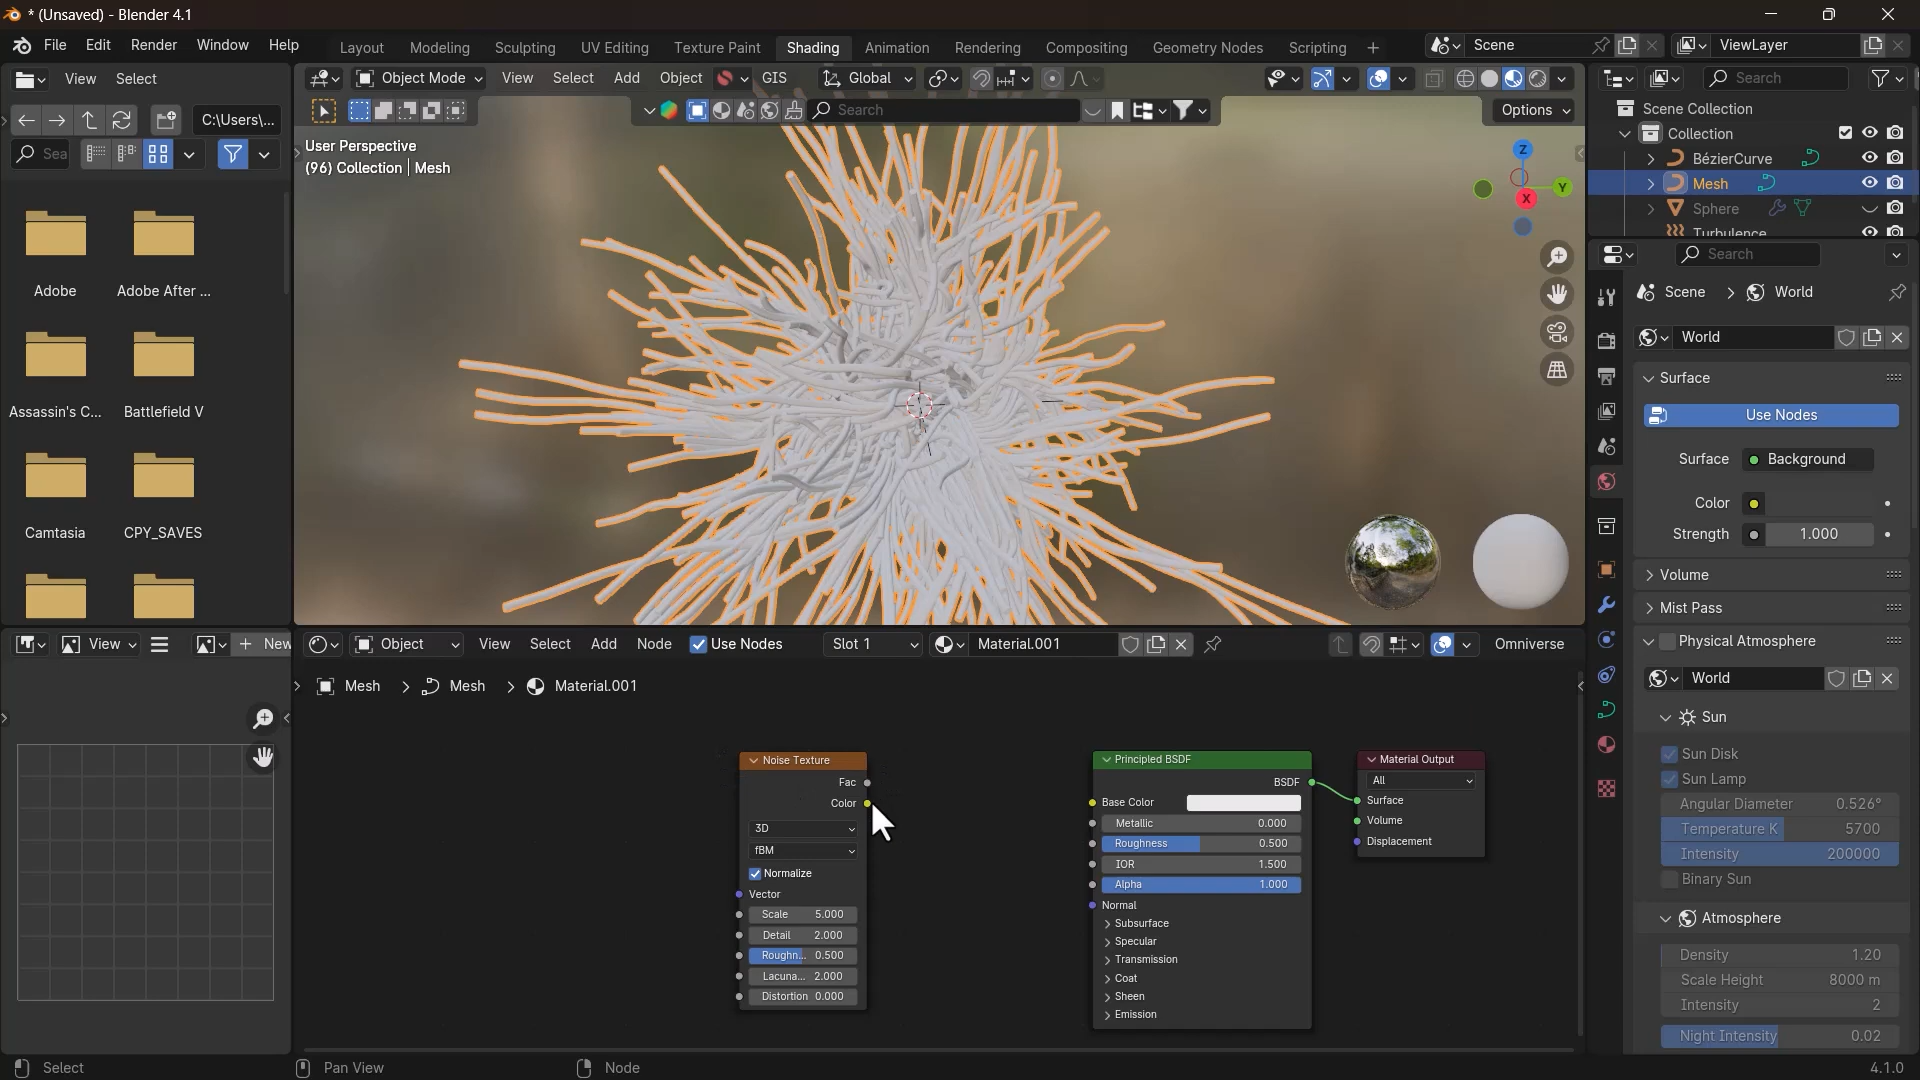 * (Unsaved) - Blender 4.1
File Edit Render Window Help
Layout Modeling Sculpting UV Editing Texture Paint Shading Animation Rendering Compositing Geometry Nodes Scripting +
Scene
ViewLayer
View Select
Object Mode View Select Add Object GIS Global
Search
C:\Users\...
Search
Options
Sea
User Perspective
(96) Collection | Mesh
Z
Y
X
Scene Collection
Collection
BézierCurve
Mesh
Sphere
Turbulence
Search
Scene > World
World
Surface
Use Nodes
Surface Background
Color
Strength 1.000
Volume
Mist Pass
Physical Atmosphere
World
Sun
Sun Disk
Sun Lamp
Angular Diameter 0.526°
Temperature K 5700
Intensity 200000
Binary Sun
Atmosphere
Density 1.20
Scale Height 8000 m
Intensity 2
Night Intensity 0.02
Adobe
Adobe After ...
Assassin's C...
Battlefield V
Camtasia
CPY_SAVES
View
New
Object View Select Add Node Use Nodes Slot 1 Material.001 Omniverse
Mesh > Mesh > Material.001
Noise Texture
Fac
Color
3D
fBM
Normalize
Vector
Scale 5.000
Detail 2.000
Roughn... 0.500
Lacuna... 2.000
Distortion 0.000
Principled BSDF
BSDF
Base Color
Metallic 0.000
Roughness 0.500
IOR 1.500
Alpha 1.000
Normal
Subsurface
Specular
Transmission
Coat
Sheen
Emission
Material Output
All
Surface
Volume
Displacement
Select
Pan View
Node
4.1.0